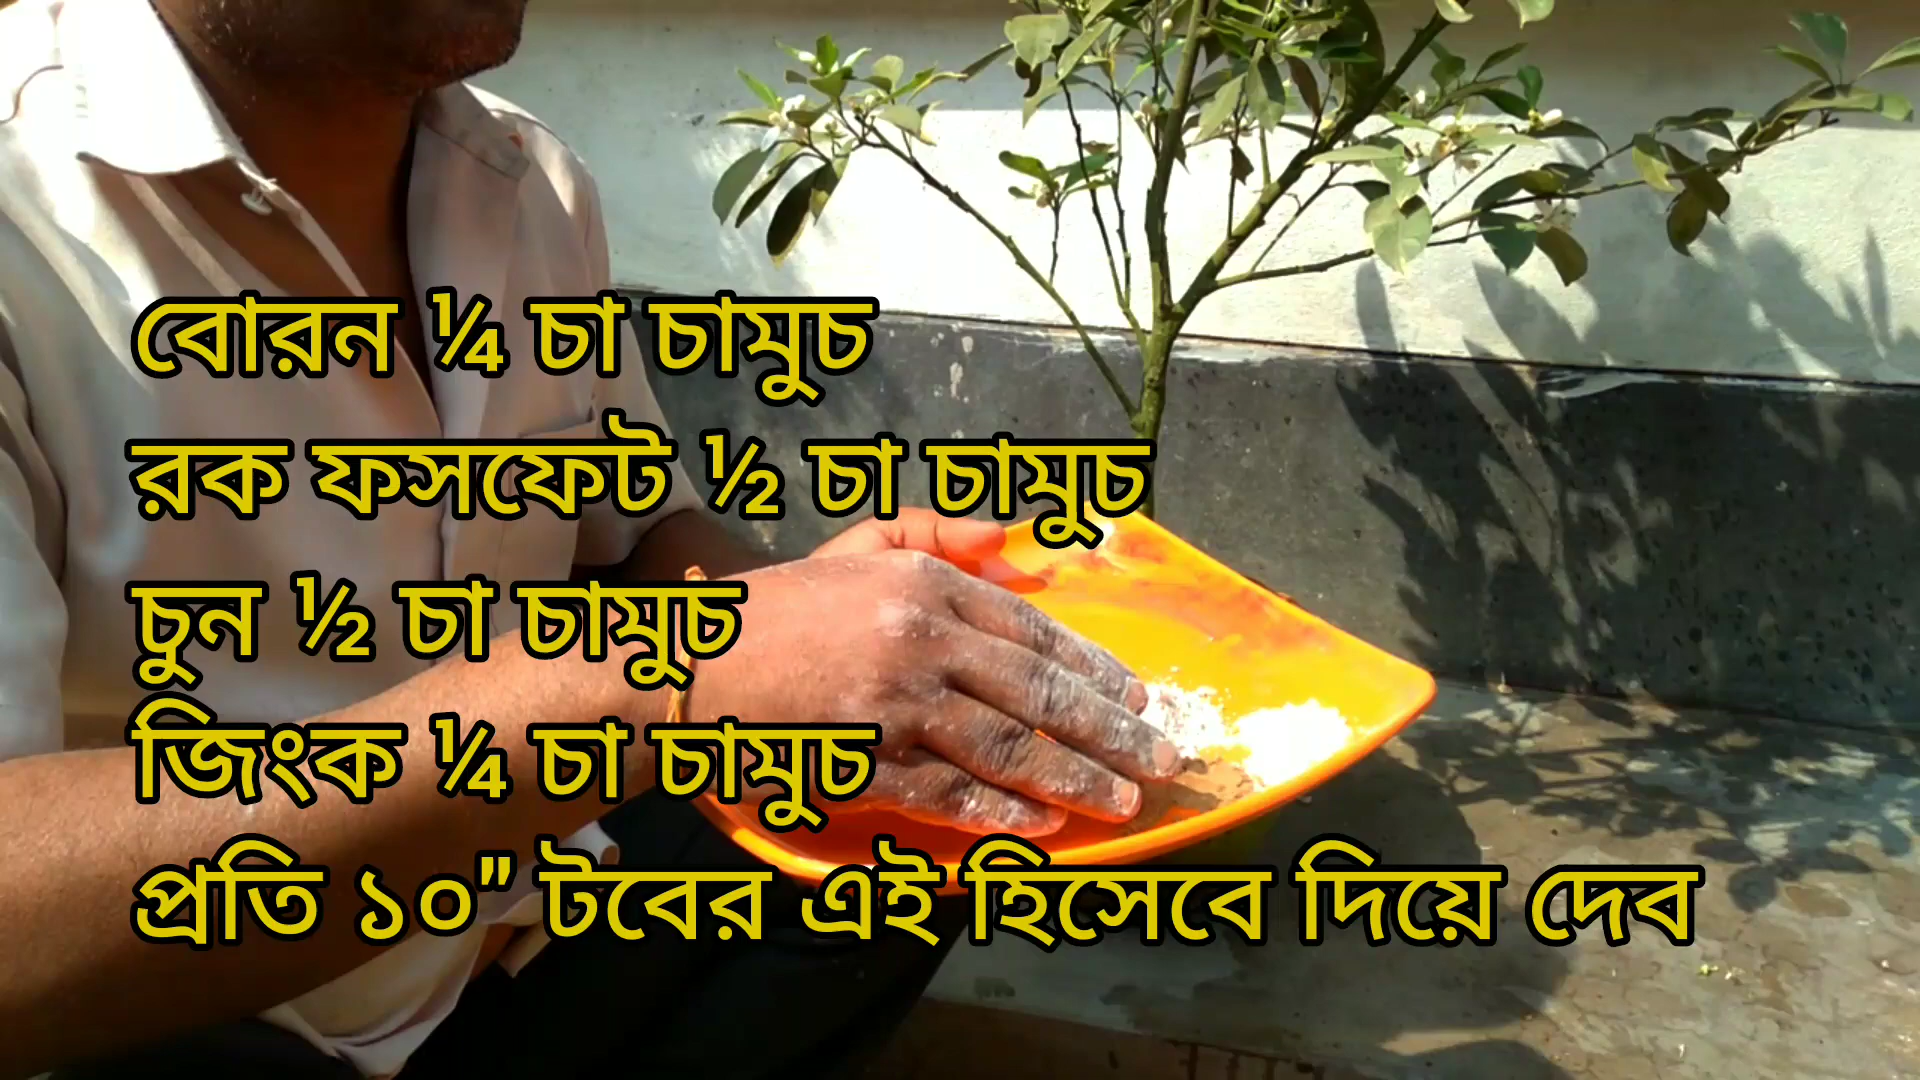 বোরন ¼ চা চামুচ
রক ফসফেট ½ চা চামুচ
চুন ½ চা চামুচ
জিংক ¼ চা চামুচ
প্রতি ১০" টবের এই হিসেবে দিয়ে দেব